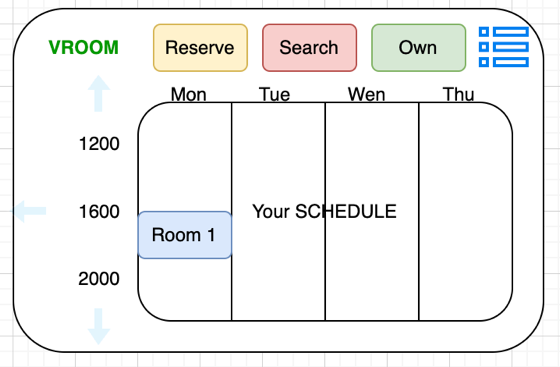 VROOM Reserve Search Own
Mon Tue Wen Thu
1200
1600 Your SCHEDULE
Room 1
2000